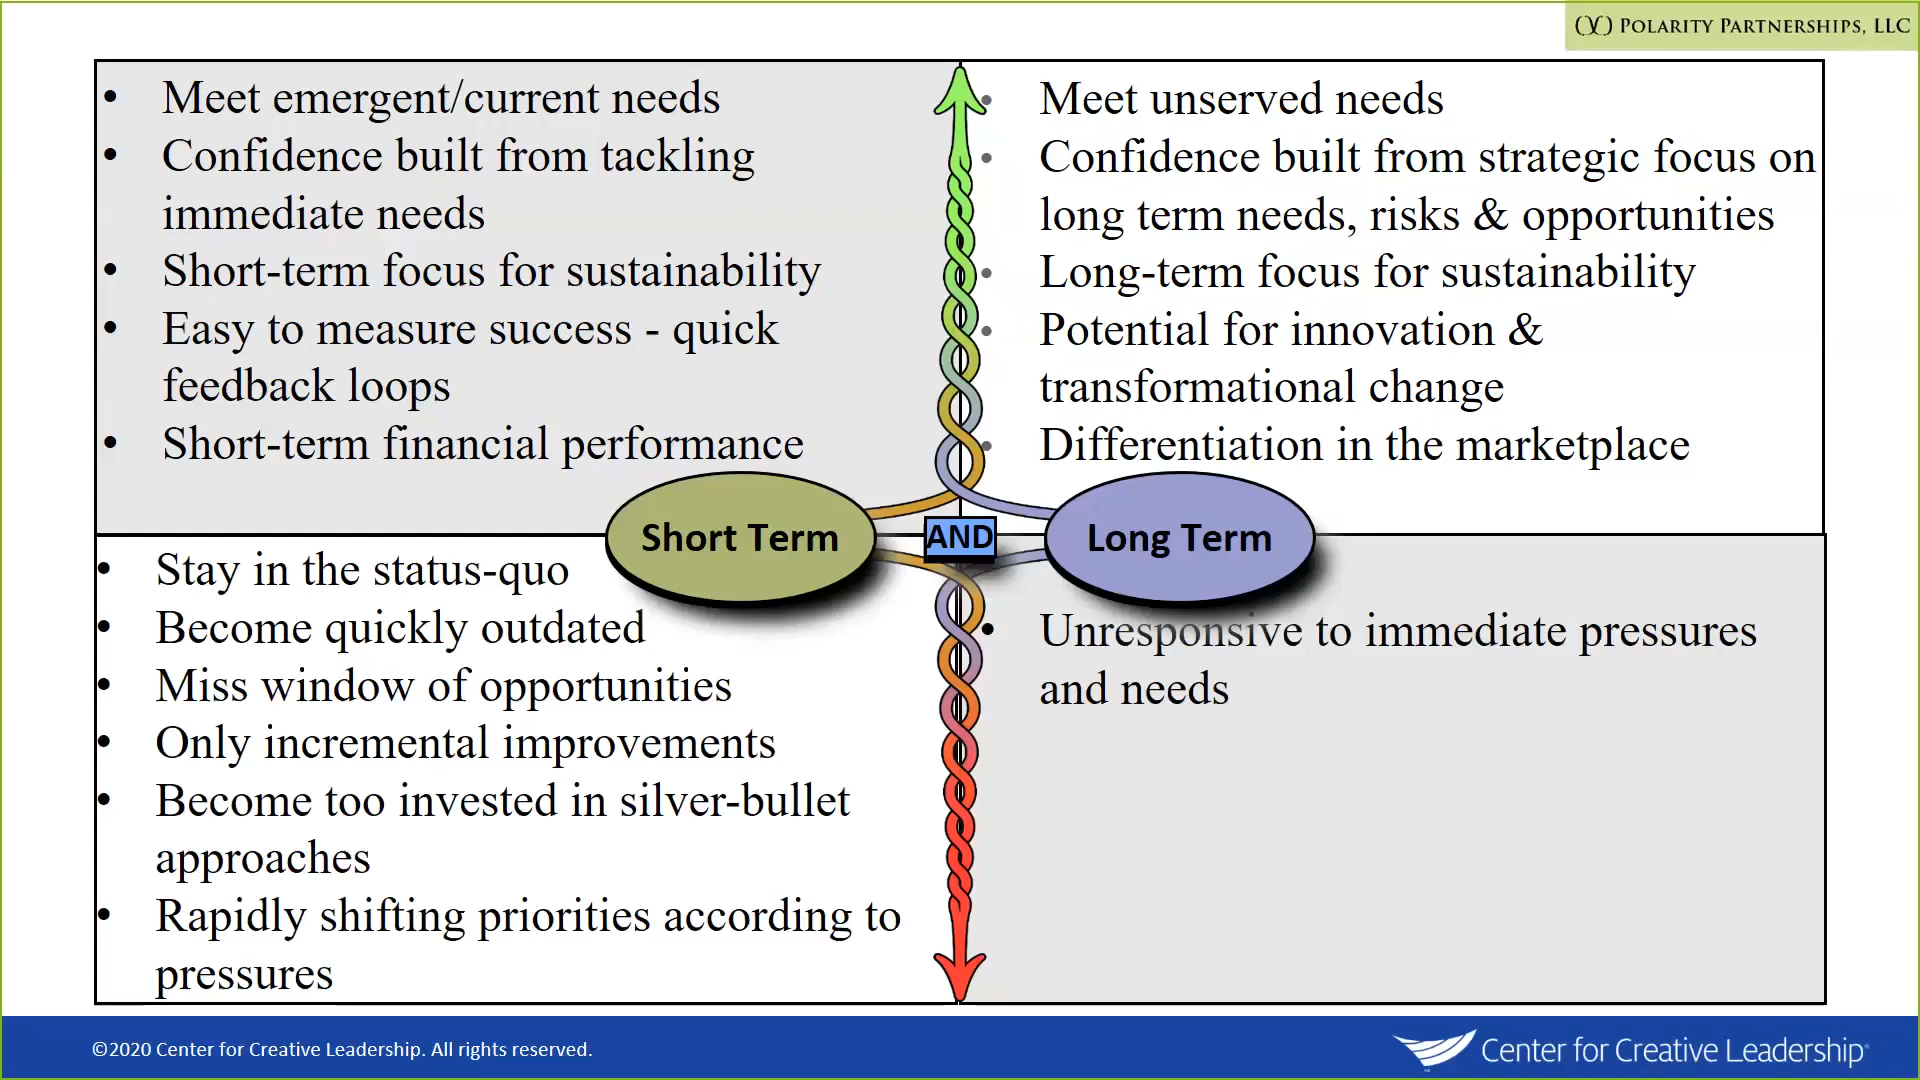 POLARITY PARTNERSHIPS, LLC
• Meet emergent/current needs
• Confidence built from tackling
immediate needs
• Short-term focus for sustainability
• Easy to measure success - quick
feedback loops
• Short-term financial performance
• Meet unserved needs
• Confidence built from strategic focus on
long term needs, risks & opportunities
• Long-term focus for sustainability
• Potential for innovation &
transformational change
• Differentiation in the marketplace
Short Term
AND
Long Term
• Stay in the status-quo
• Become quickly outdated
• Miss window of opportunities
• Only incremental improvements
• Become too invested in silver-bullet
approaches
• Rapidly shifting priorities according to
pressures
• Unresponsive to immediate pressures
and needs
©2020 Center for Creative Leadership. All rights reserved.
Center for Creative Leadership